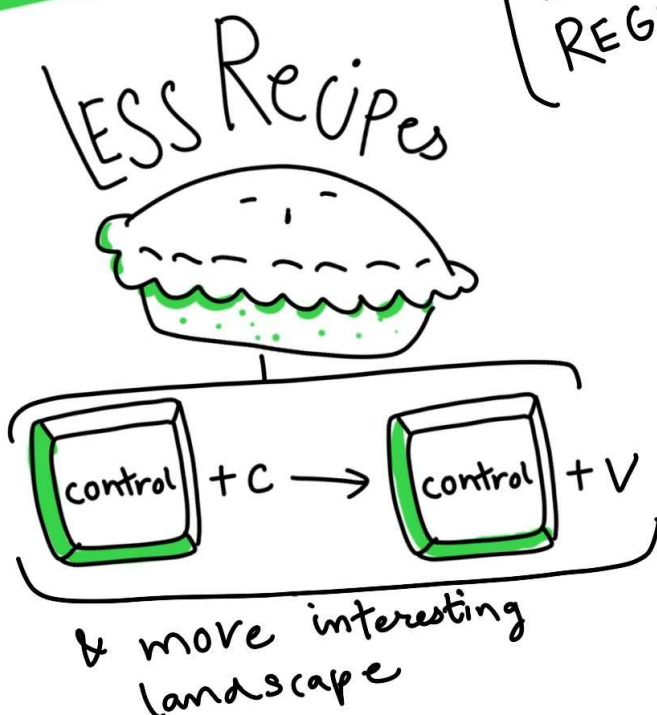 REG
LESS Recipes
control + C → control + V
& more interesting
landscape